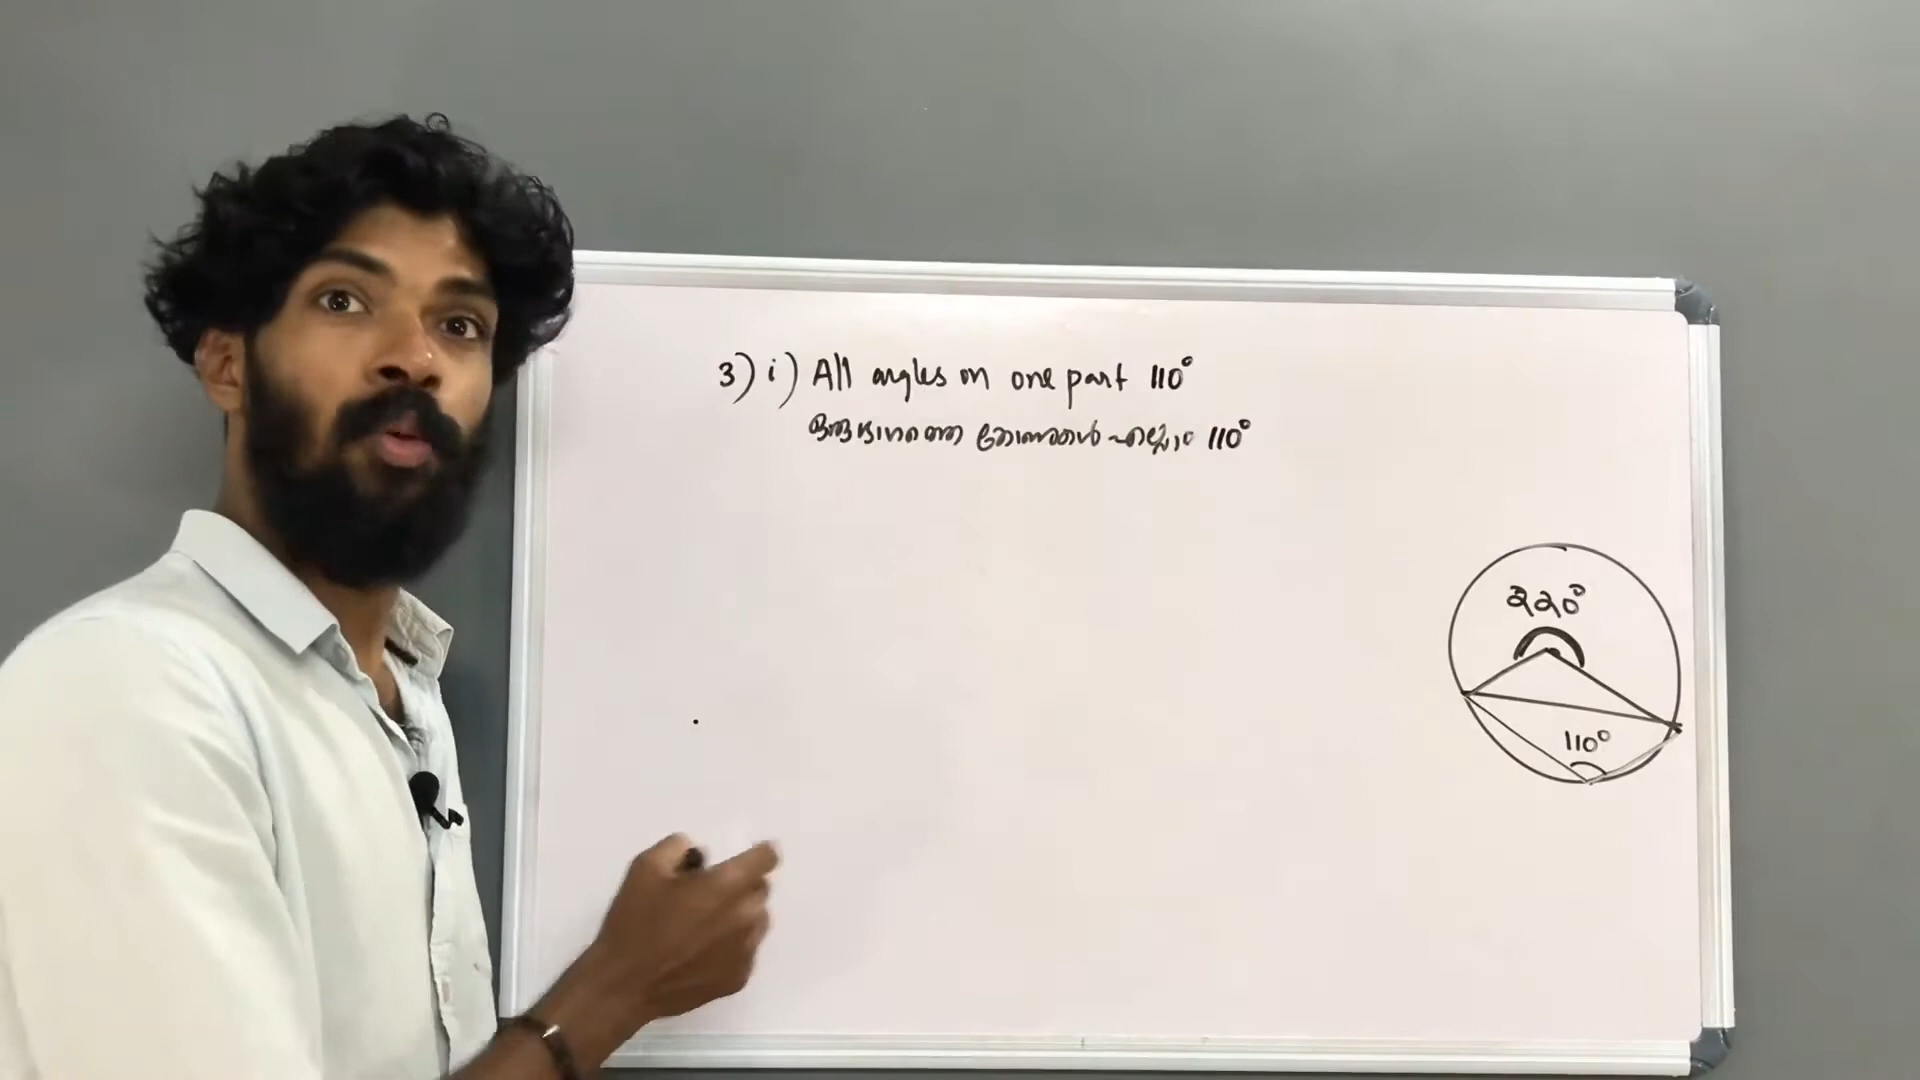 3) i) All angles on one part 110°
ഒരു ഭാഗത്തെ കോണുകൾ എല്ലാം 110°
220°
110°